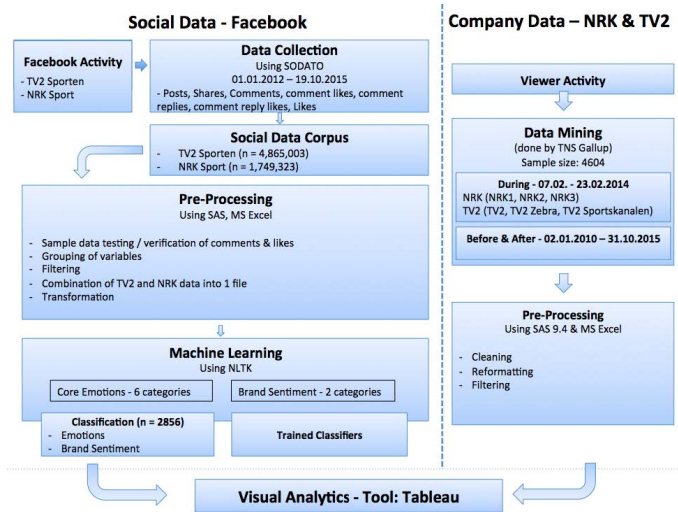 Social Data - Facebook
Facebook Activity
- TV2 Sporten
- NRK Sport
Data Collection
Using SODATO
01.01.2012 – 19.10.2015
- Posts, Shares, Comments, comment likes, comment
replies, comment reply likes, Likes
Social Data Corpus
- TV2 Sporten (n = 4,865,003)
- NRK Sport (n = 1,749,323)
Pre-Processing
Using SAS, MS Excel
- Sample data testing / verification of comments & likes
- Grouping of variables
- Filtering
- Combination of TV2 and NRK data into 1 file
- Transformation
Machine Learning
Using NLTK
Core Emotions - 6 categories
Brand Sentiment - 2 categories
Classification (n = 2856)
- Emotions
- Brand Sentiment
Trained Classifiers
Company Data – NRK & TV2
Viewer Activity
Data Mining
(done by TNS Gallup)
Sample size: 4604
During - 07.02. - 23.02.2014
NRK (NRK1, NRK2, NRK3)
TV2 (TV2, TV2 Zebra, TV2 Sportskanalen)
Before & After - 02.01.2010 – 31.10.2015
Pre-Processing
Using SAS 9.4 & MS Excel
- Cleaning
- Reformatting
- Filtering
Visual Analytics - Tool: Tableau